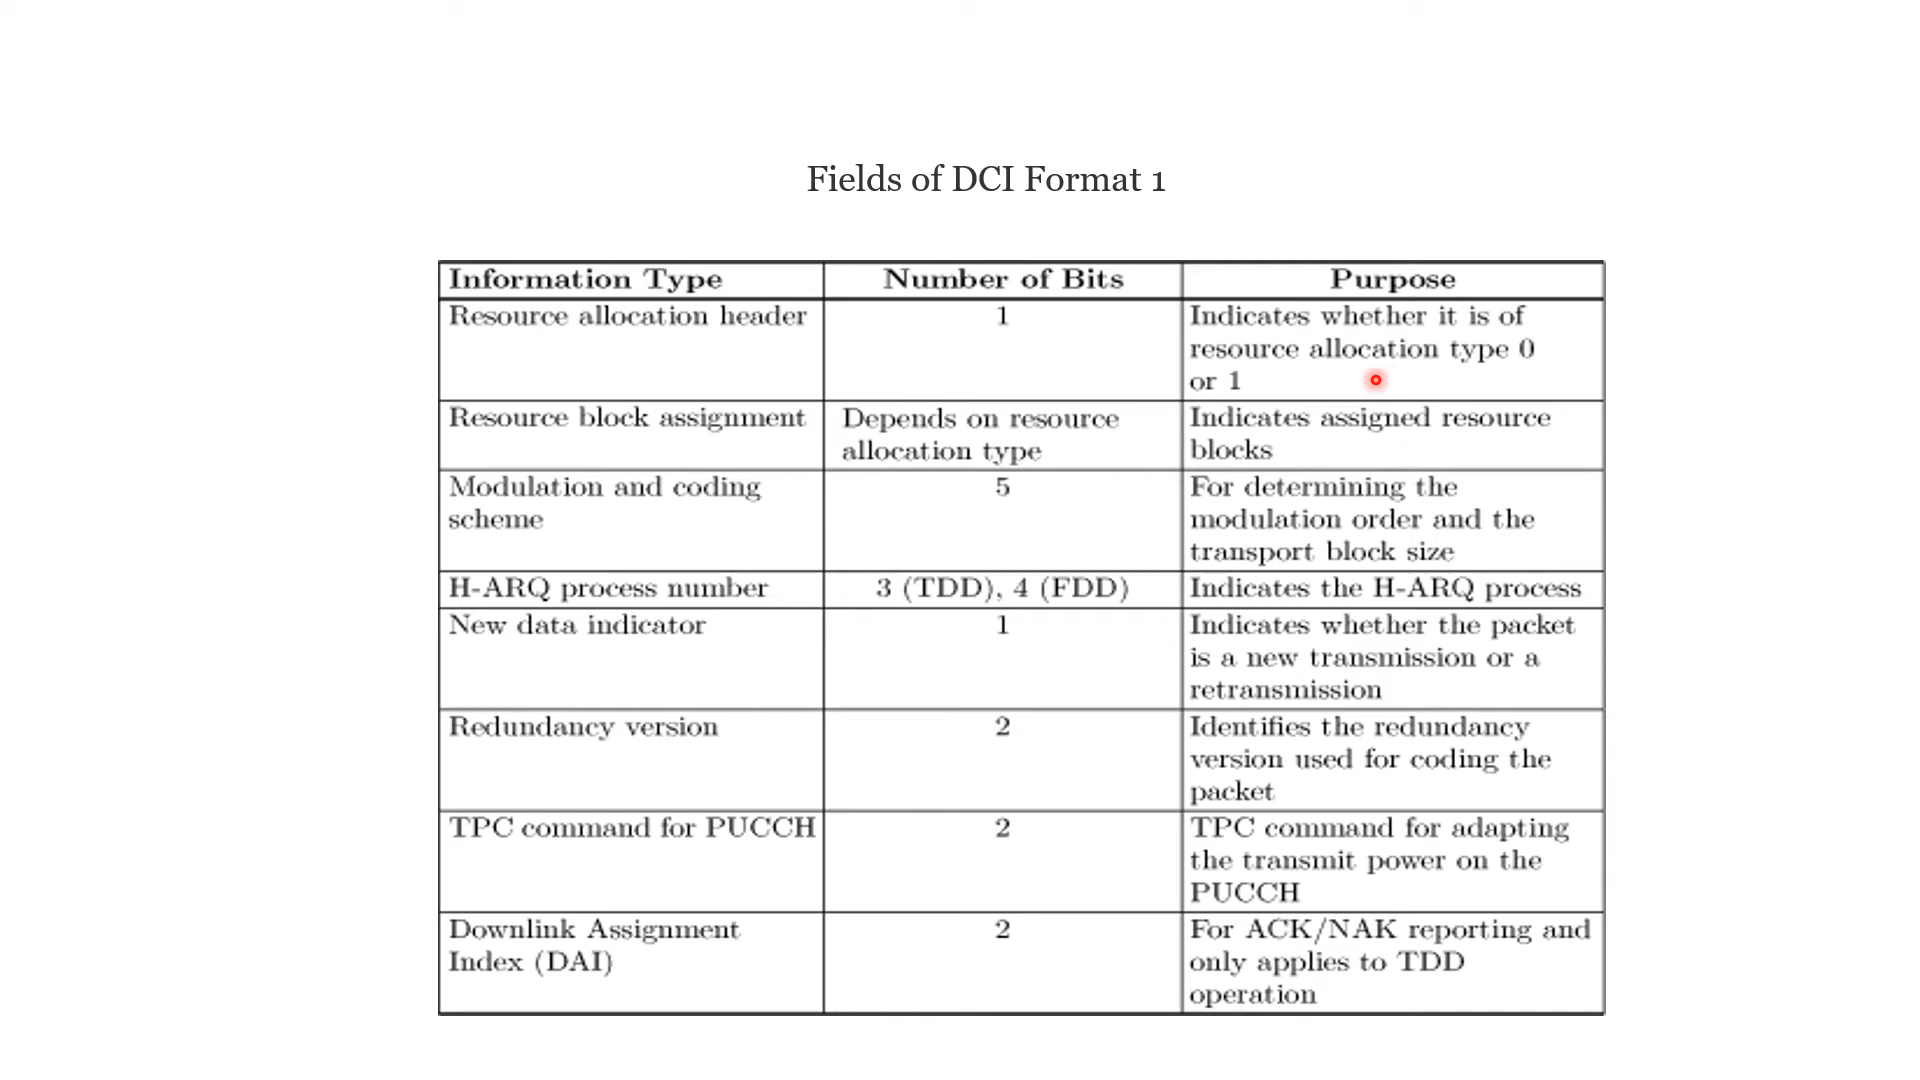 Fields of DCI Format 1
Information Type Number of Bits Purpose
Resource allocation header 1 Indicates whether it is of
resource allocation type 0
or 1
Resource block assignment Depends on resource Indicates assigned resource
allocation type blocks
Modulation and coding 5 For determining the
scheme modulation order and the
transport block size
H-ARQ process number 3 (TDD), 4 (FDD) Indicates the H-ARQ process
New data indicator 1 Indicates whether the packet
is a new transmission or a
retransmission
Redundancy version 2 Identifies the redundancy
version used for coding the
packet
TPC command for PUCCH 2 TPC command for adapting
the transmit power on the
PUCCH
Downlink Assignment 2 For ACK/NAK reporting and
Index (DAI) only applies to TDD
operation